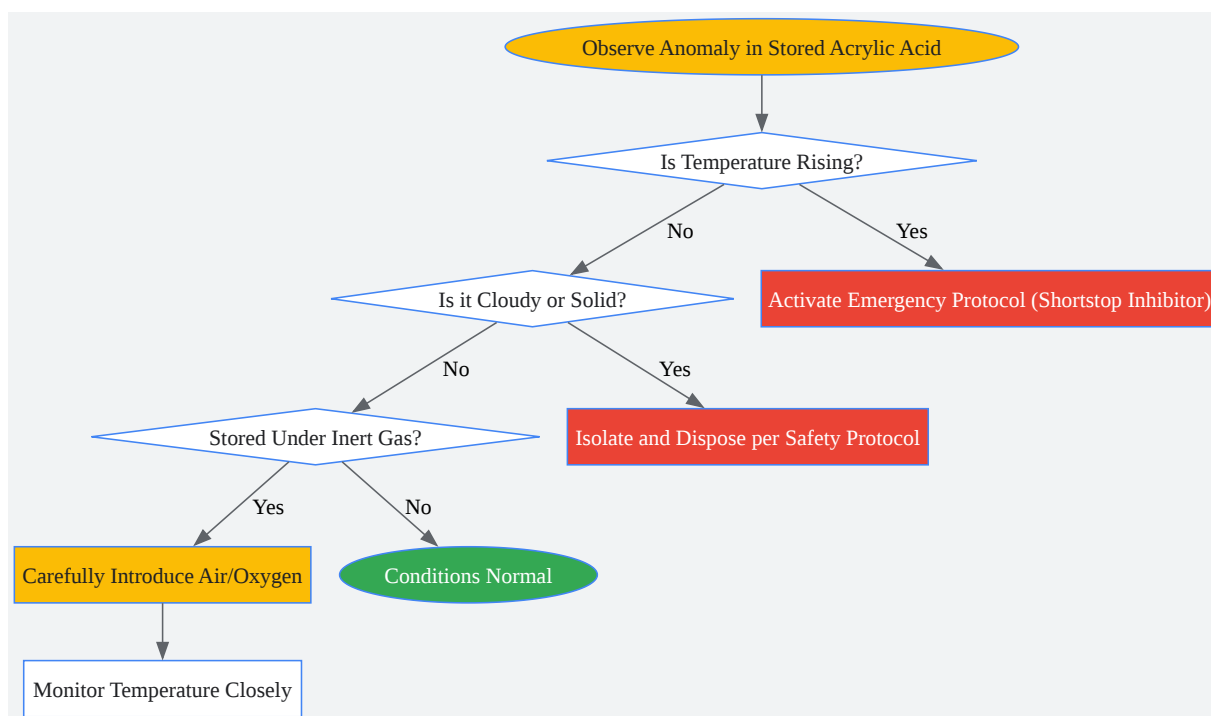 Observe Anomaly in Stored Acrylic Acid
Is Temperature Rising?
No
Yes
Is it Cloudy or Solid?
Activate Emergency Protocol (Shortstop Inhibitor)
No
Yes
Stored Under Inert Gas?
Isolate and Dispose per Safety Protocol
Yes
No
Carefully Introduce Air/Oxygen
Conditions Normal
Monitor Temperature Closely